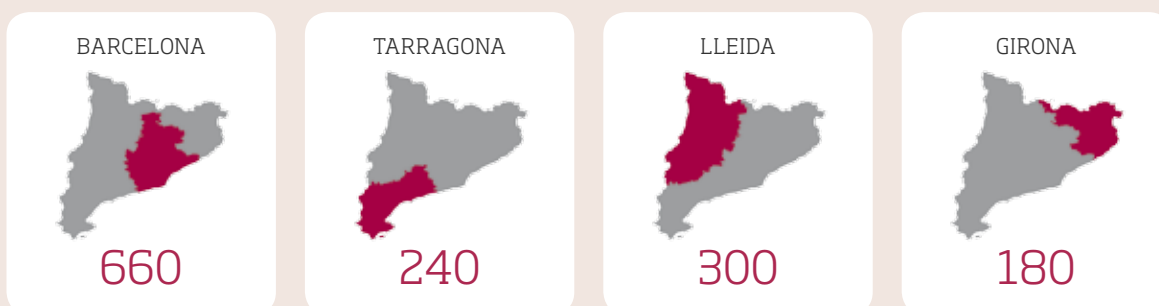 BARCELONA
660
TARRAGONA
240
LLEIDA
300
GIRONA
180